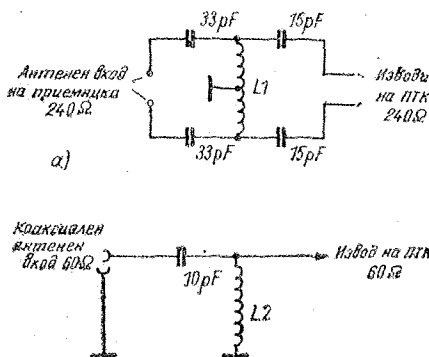 33pF
15pF
Антенен вход
на приемника
240Ω
L1
Изводи
на ПТК
240Ω
33pF
15pF
а)
Коаксиален
антенен
вход 60Ω
10pF
Извод на ПТК
60Ω
L2